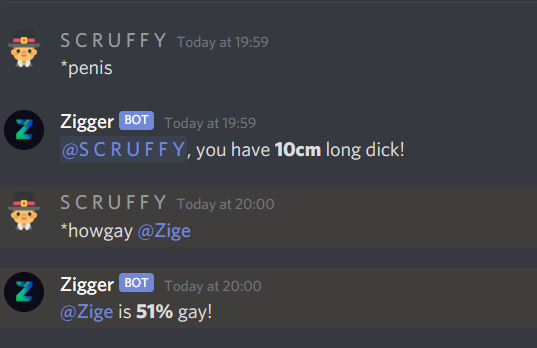 S C R U F F Y Today at 19:59
*penis
Zigger BOT Today at 19:59
@S C R U F F Y, you have 10cm long dick!
S C R U F F Y Today at 20:00
*howgay @Zige
Zigger BOT Today at 20:00
@Zige is 51% gay!